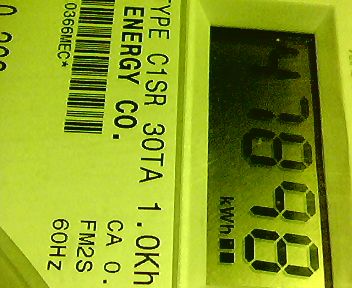 47898
kWh
TYPE C1SR 30TA 1.0Kh
ENERGY CO. CA 0.
FM2S
60Hz
0366MEC*